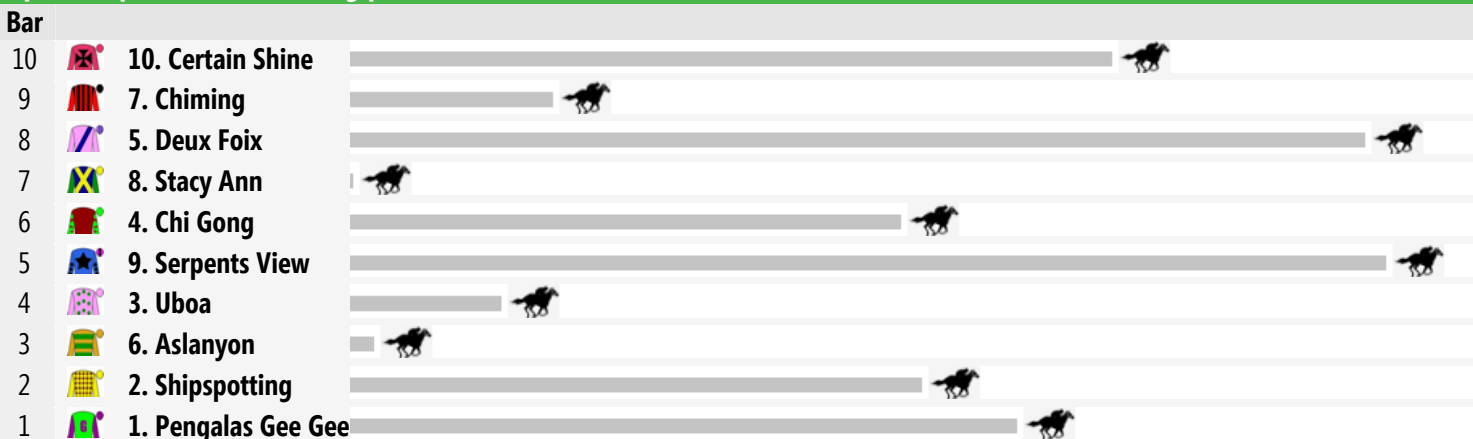 Bar
10 10. Certain Shine
9 7. Chiming
8 5. Deux Foix
7 8. Stacy Ann
6 4. Chi Gong
5 9. Serpents View
4 3. Uboa
3 6. Aslanyon
2 2. Shipspotting
1 1. Pengalas Gee Gee